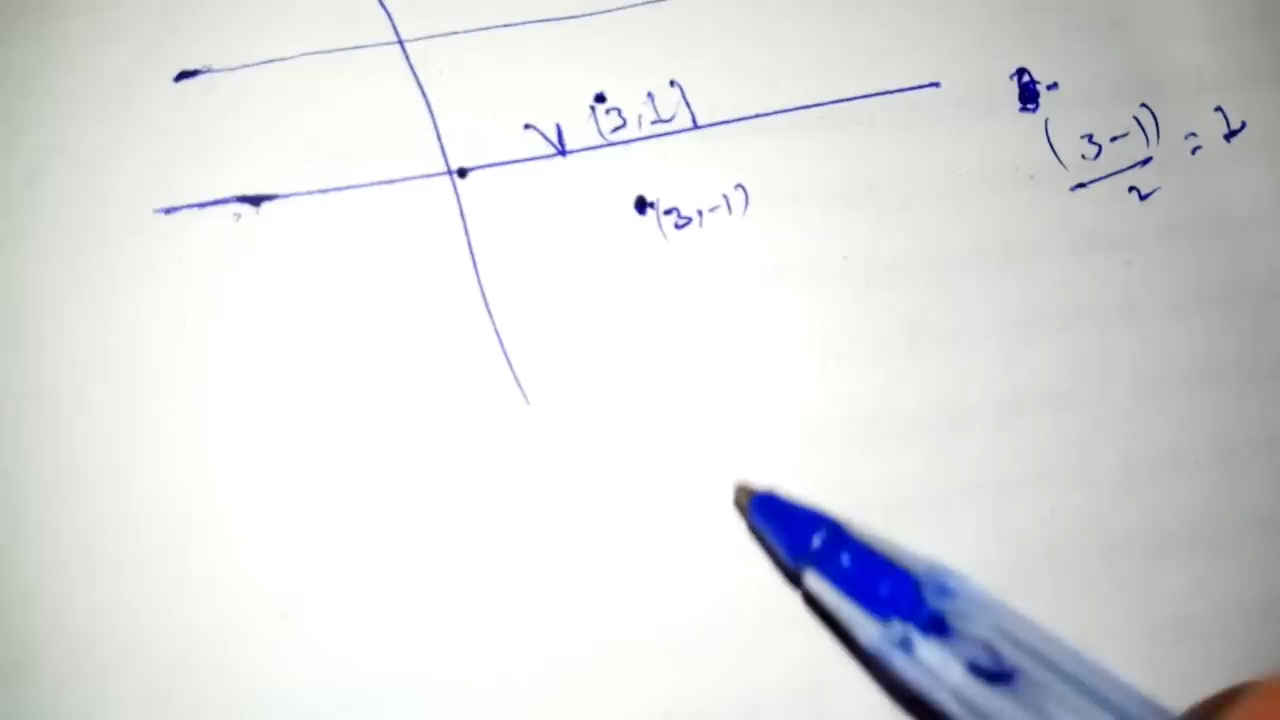 V (3,1)
(3-1))
2
= 1
(3,-1)